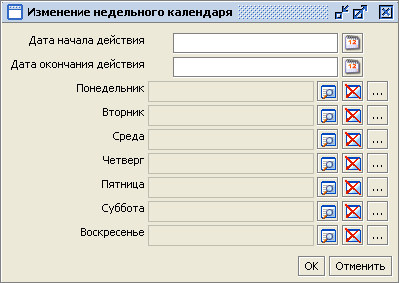 Изменение недельного календаря
Дата начала действия
Дата окончания действия
Понедельник ...
Вторник ...
Среда ...
Четверг ...
Пятница ...
Суббота ...
Воскресенье ...
OK Отменить